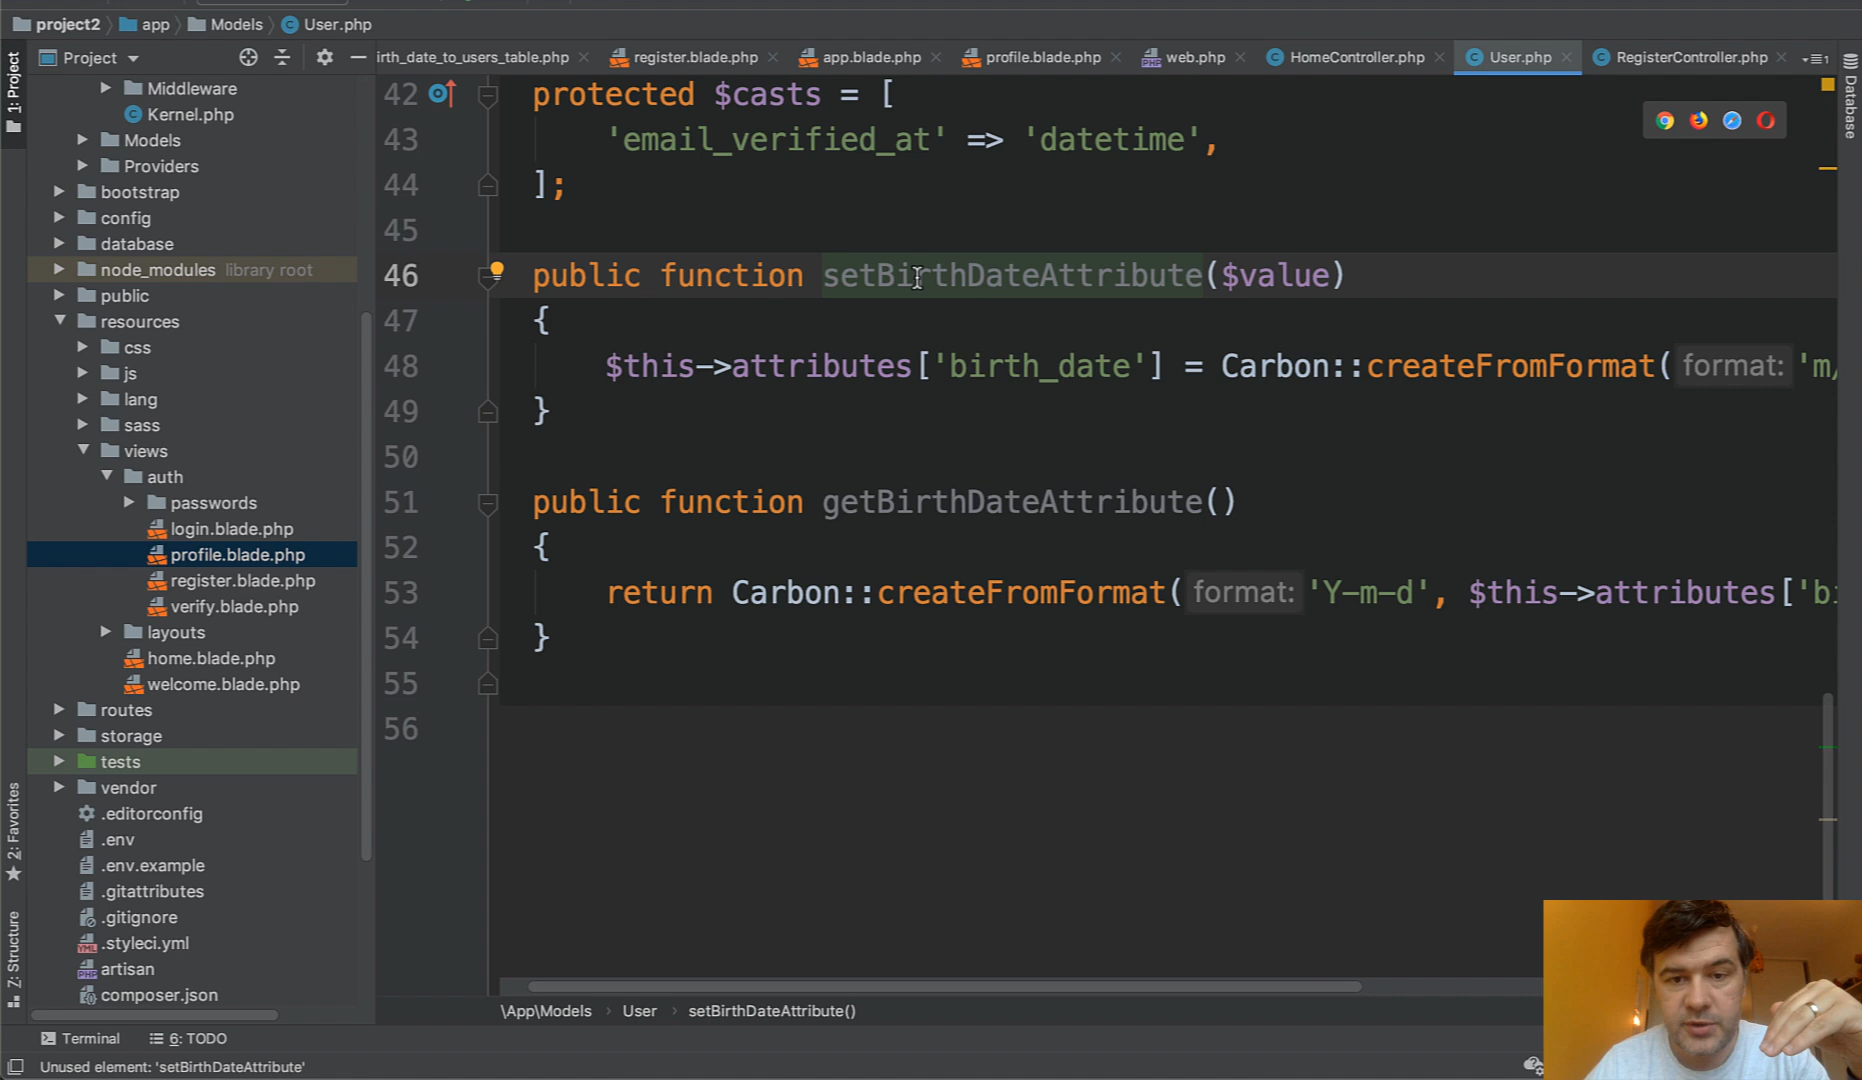 project2 app Models User.php
Project
irth_date_to_users_table.php register.blade.php app.blade.php profile.blade.php web.php HomeController.php User.php RegisterController.php
1: Project
Database
Middleware
Kernel.php
Models
Providers
bootstrap
config
database
node_modules library root
public
resources
css
js
lang
sass
views
auth
passwords
login.blade.php
profile.blade.php
register.blade.php
verify.blade.php
layouts
home.blade.php
welcome.blade.php
routes
storage
tests
vendor
.editorconfig
.env
.env.example
.gitattributes
.gitignore
.styleci.yml
artisan
composer.json
2: Favorites
Z: Structure
42 protected $casts = [
43 'email_verified_at' => 'datetime',
44 ];
45
46 public function setBirthDateAttribute($value)
47 {
48 $this->attributes['birth_date'] = Carbon::createFromFormat( format: 'm/
49 }
50
51 public function getBirthDateAttribute()
52 {
53 return Carbon::createFromFormat( format: 'Y-m-d', $this->attributes['bi
54 }
55
56
\App\Models User setBirthDateAttribute()
Terminal 6: TODO
Unused element: 'setBirthDateAttribute'